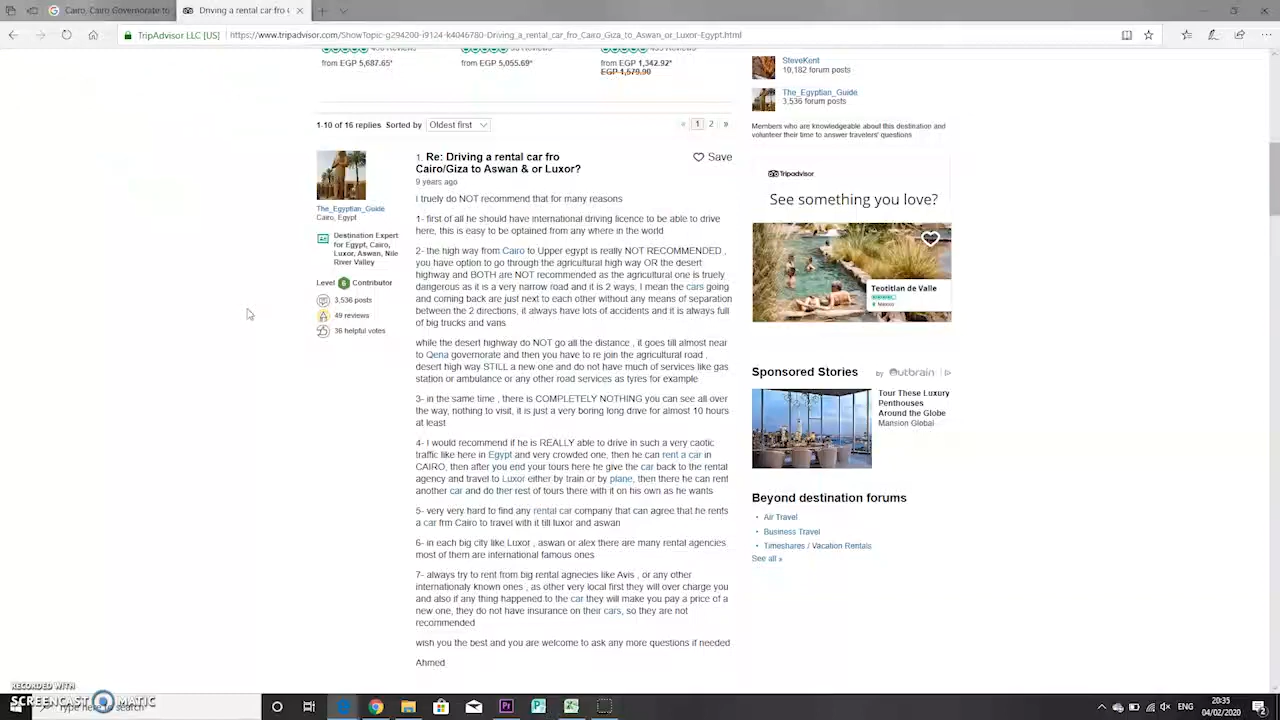 Driving a rental car fro C
TripAdvisor LLC [US]
https://www.tripadvisor.com/ShowTopic-g294200-i9124-k4046780-Driving_a_rental_car_fro_Cairo_Giza_to_Aswan_or_Luxor-Egypt.html
from EGP 5,687.65*
from EGP 5,055.69*
from EGP 1,342.92*
EGP 1,579.90
1-10 of 16 replies Sorted by Oldest first
« 1 2 »
The_Egyptian_Guide
Cairo, Egypt
Destination Expert
for Egypt, Cairo,
Luxor, Aswan, Nile
River Valley
Level 6 Contributor
3,536 posts
49 reviews
36 helpful votes
1. Re: Driving a rental car fro
Cairo/Giza to Aswan & or Luxor?
Save
9 years ago
I truely do NOT recommend that for many reasons
1- first of all he should have international driving licence to be able to drive
here, this is easy to be optained from any where in the world
2- the high way from Cairo to Upper egypt is really NOT RECOMMENDED ,
you have option to go through the agricultural high way OR the desert
highway and BOTH are NOT recommended as the agricultural one is truely
dangerous as it is a very narrow road and it is 2 ways, I mean the cars going
and coming back are just next to each other without any means of separation
between the 2 directions, it always have lots of accidents and it is always full
of big trucks and vans
while the desert highway do NOT go all the distance , it goes till almost near
to Qena governorate and then you have to re join the agricultural road ,
desert high way STILL a new one and do not have much of services like gas
station or ambulance or any other road services as tyres for example
3- in the same time , there is COMPLETELY NOTHING you can see all over
the way, nothing to visit, it is just a very boring long drive for almost 10 hours
at least
4- I would recommend if he is REALLY able to drive in such a very caotic
traffic like here in Egypt and very crowded one, then he can rent a car in
CAIRO, then after you end your tours here he give the car back to the rental
agency and travel to Luxor either by train or by plane, then there he can rent
another car and do ther rest of tours there with it on his own as he wants
5- very very hard to find any rental car company that can agree that he rents
a car frm Cairo to travel with it till luxor and aswan
6- in each big city like Luxor , aswan or alex there are many rental agencies
most of them are international famous ones
7- always try to rent from big rental agnecies like Avis , or any other
internationaly known ones , as other very local first they will over charge you
and also if any thing happened to the car they will make you pay a price of a
new one, they do not have insurance on their cars, so they are not
recommended
wish you the best and you are welcome to ask any more questions if needed
Ahmed
SteveKent
10,182 forum posts
The_Egyptian_Guide
3,536 forum posts
Members who are knowledgeable about this destination and
volunteer their time to answer travelers' questions
Tripadvisor
See something you love?
Teotitlan de Valle
Mexico
Sponsored Stories by Outbrain
Tour These Luxury
Penthouses
Around the Globe
Mansion Global
Beyond destination forums
Air Travel
Business Travel
Timeshares / Vacation Rentals
See all »
RECORDED WITH
SCREENCAST MATIC
Type here to search
ENG
20:35
04/02/2020